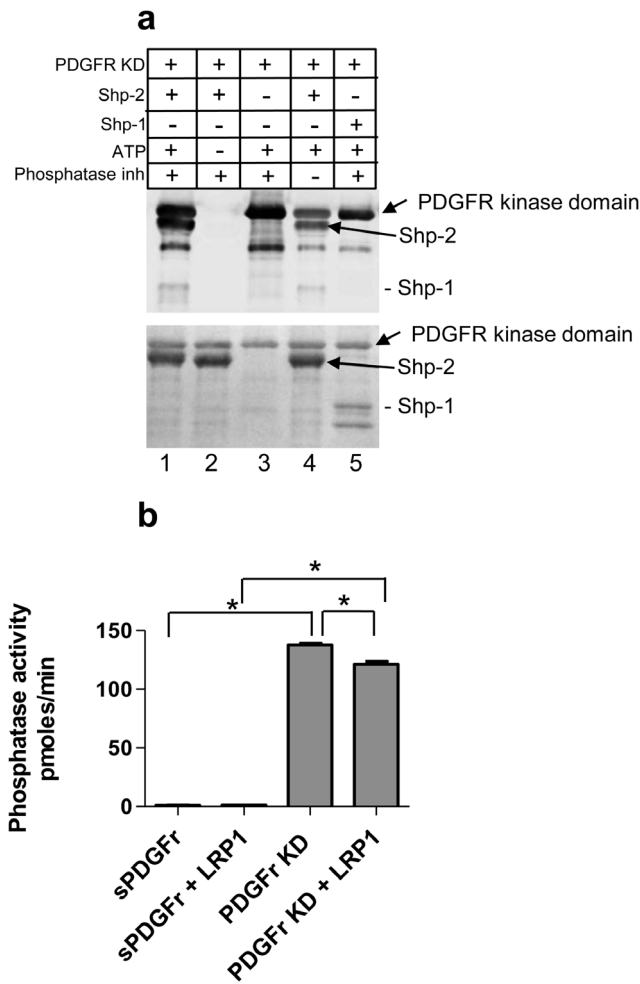 a
PDGFR KD + + + + +
Shp-2 + + - + -
Shp-1 - - - - +
ATP + - + + +
Phosphatase inh + + + - +
PDGFR kinase domain
Shp-2
- Shp-1
PDGFR kinase domain
Shp-2
- Shp-1
1 2 3 4 5
b
* *
*
Phosphatase activity
pmoles/min
150
100
50
0
sPDGFr
sPDGFr + LRP1
PDGFr KD
PDGFr KD + LRP1